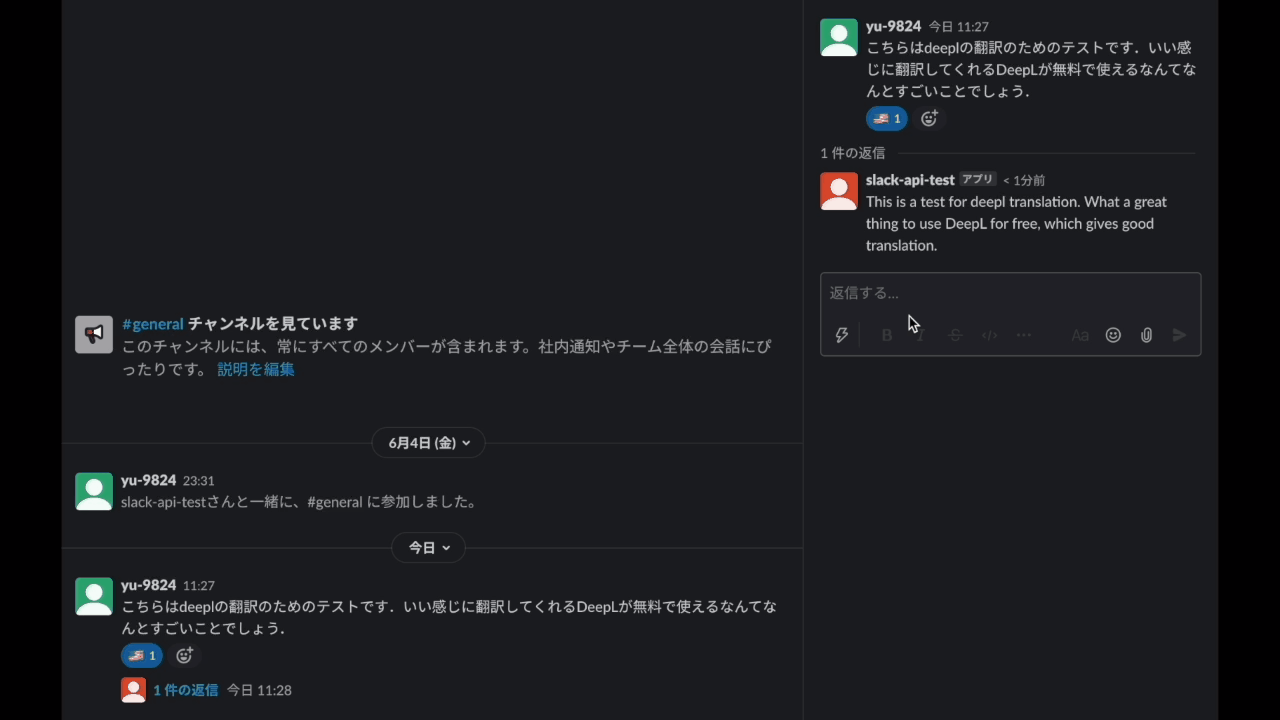 #general チャンネルを見ています
このチャンネルには、常にすべてのメンバーが含まれます。社内通知やチーム全体の会話にぴ
ったりです。 説明を編集
6月4日 (金)
yu-9824 23:31
slack-api-testさんと一緒に、#general に参加しました。
今日
yu-9824 11:27
こちらはdeeplの翻訳のためのテストです．いい感じに翻訳してくれるDeepLが無料で使えるなんてな
んとすごいことでしょう．
1
1 件の返信 今日 11:28
yu-9824 今日 11:27
こちらはdeeplの翻訳のためのテストです．いい感
じに翻訳してくれるDeepLが無料で使えるなんてな
んとすごいことでしょう．
1
1 件の返信
slack-api-test アプリ < 1分前
This is a test for deepl translation. What a great
thing to use DeepL for free, which gives good
translation.
返信する...
B I S </> ... Aa